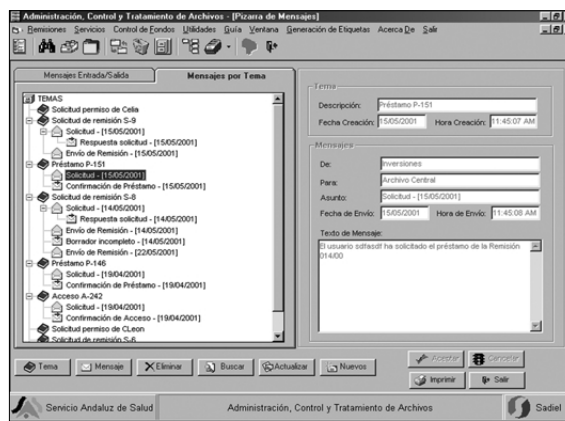 Administración, Control y Tratamiento de Archivos - [Pizarra de Mensajes]
Remisiones Servicios Control de Fondos Utilidades Guía Ventana Generación de Etiquetas Acerca De Salir
Mensajes Entrada/Salida
Mensajes por Tema
TEMAS
Solicitud permiso de Celia
Solicitud de remisión S-9
Solicitud - [15/05/2001]
Respuesta solicitud - [15/05/2001]
Envío de Remisión - [15/05/2001]
Préstamo P-151
Solicitud - [15/05/2001]
Confirmación de Préstamo - [15/05/2001]
Solicitud de remisión S-8
Solicitud - [14/05/2001]
Respuesta solicitud - [14/05/2001]
Envío de Remisión - [14/05/2001]
Borrador incompleto - [14/05/2001]
Envío de Remisión - [22/05/2001]
Préstamo P-146
Solicitud - [19/04/2001]
Confirmación de Préstamo - [19/04/2001]
Acceso A-242
Solicitud - [19/04/2001]
Confirmación de Acceso - [19/04/2001]
Solicitud permiso de CLeon
Solicitud de remisión S-6
Tema
Descripción: Préstamo P-151
Fecha Creación: 15/05/2001 Hora Creación: 11:45:07 AM
Mensajes
De: Inversiones
Para: Archivo Central
Asunto: Solicitud - [15/05/2001]
Fecha de Envío: 15/05/2001 Hora de Envío: 11:45:08 AM
Texto de Mensaje:
El usuario sdfasdf ha solicitado el préstamo de la Remisión
014/00
Tema Mensaje Eliminar Buscar Actualizar Nuevos
Aceptar Cancelar
Imprimir Salir
Servicio Andaluz de Salud Administración, Control y Tratamiento de Archivos Sadiel